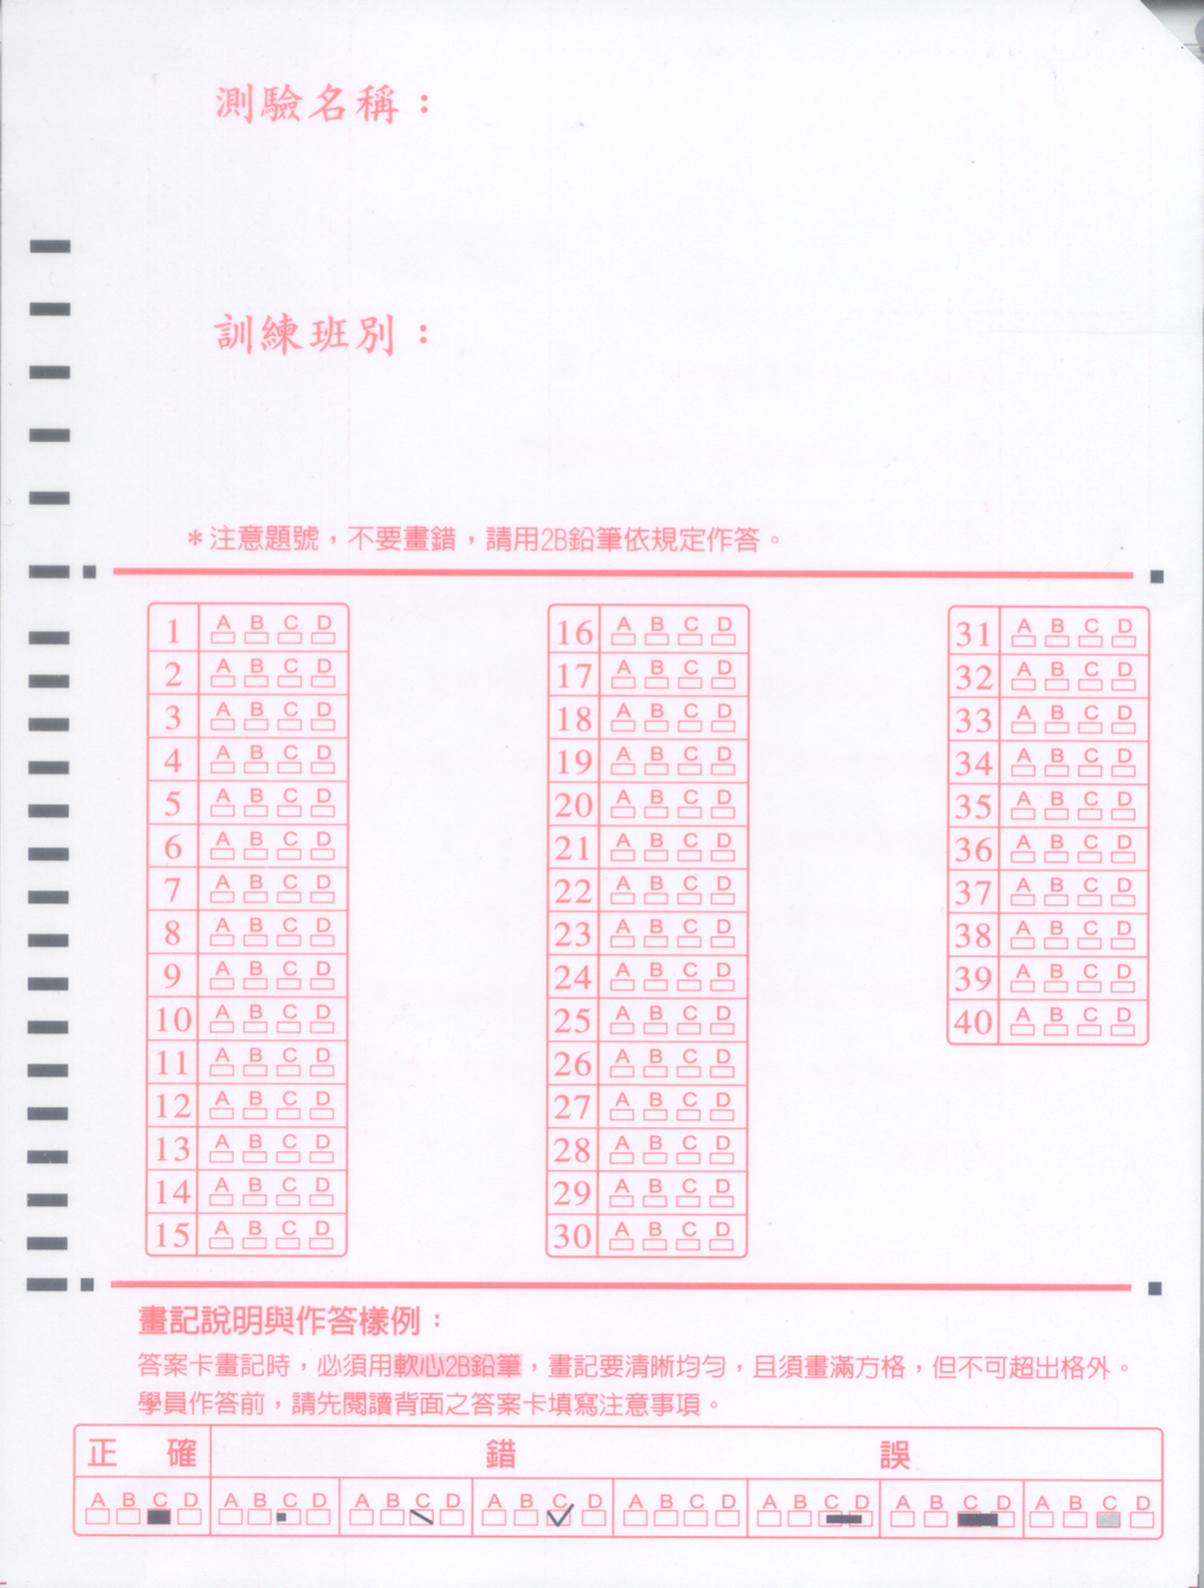 測驗名稱：
訓練班別：
＊注意題號，不要畫錯，請用2B鉛筆依規定作答。
1 A B C D 16 A B C D 31 A B C D
2 A B C D 17 A B C D 32 A B C D
3 A B C D 18 A B C D 33 A B C D
4 A B C D 19 A B C D 34 A B C D
5 A B C D 20 A B C D 35 A B C D
6 A B C D 21 A B C D 36 A B C D
7 A B C D 22 A B C D 37 A B C D
8 A B C D 23 A B C D 38 A B C D
9 A B C D 24 A B C D 39 A B C D
10 A B C D 25 A B C D 40 A B C D
11 A B C D 26 A B C D
12 A B C D 27 A B C D
13 A B C D 28 A B C D
14 A B C D 29 A B C D
15 A B C D 30 A B C D
畫記說明與作答樣例：
答案卡畫記時，必須用軟心2B鉛筆，畫記要清晰均勻，且須畫滿方格，但不可超出格外。
學員作答前，請先閱讀背面之答案卡填寫注意事項。
正確 錯誤
A B C D A B C D A B C D A B C D A B C D A B C D A B C D A B C D